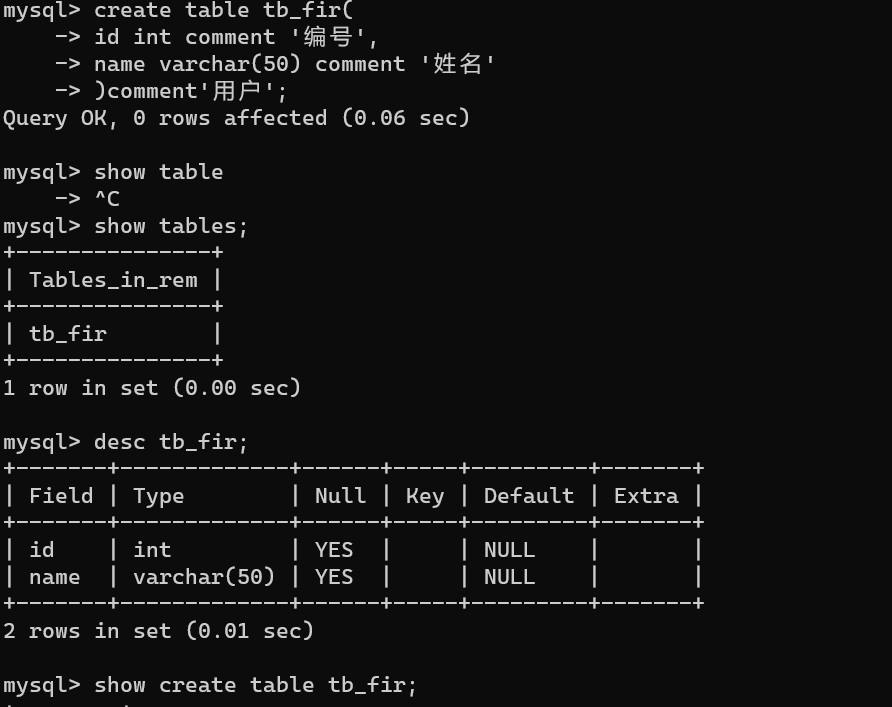 mysql> create table tb_fir(
    -> id int comment '编号',
    -> name varchar(50) comment '姓名'
    -> )comment'用户';
Query OK, 0 rows affected (0.06 sec)

mysql> show table
    -> ^C
mysql> show tables;
+---------------+
| Tables_in_rem |
+---------------+
| tb_fir        |
+---------------+
1 row in set (0.00 sec)

mysql> desc tb_fir;
+-------+-------------+------+-----+---------+-------+
| Field | Type        | Null | Key | Default | Extra |
+-------+-------------+------+-----+---------+-------+
| id    | int         | YES  |     | NULL    |       |
| name  | varchar(50) | YES  |     | NULL    |       |
+-------+-------------+------+-----+---------+-------+
2 rows in set (0.01 sec)

mysql> show create table tb_fir;